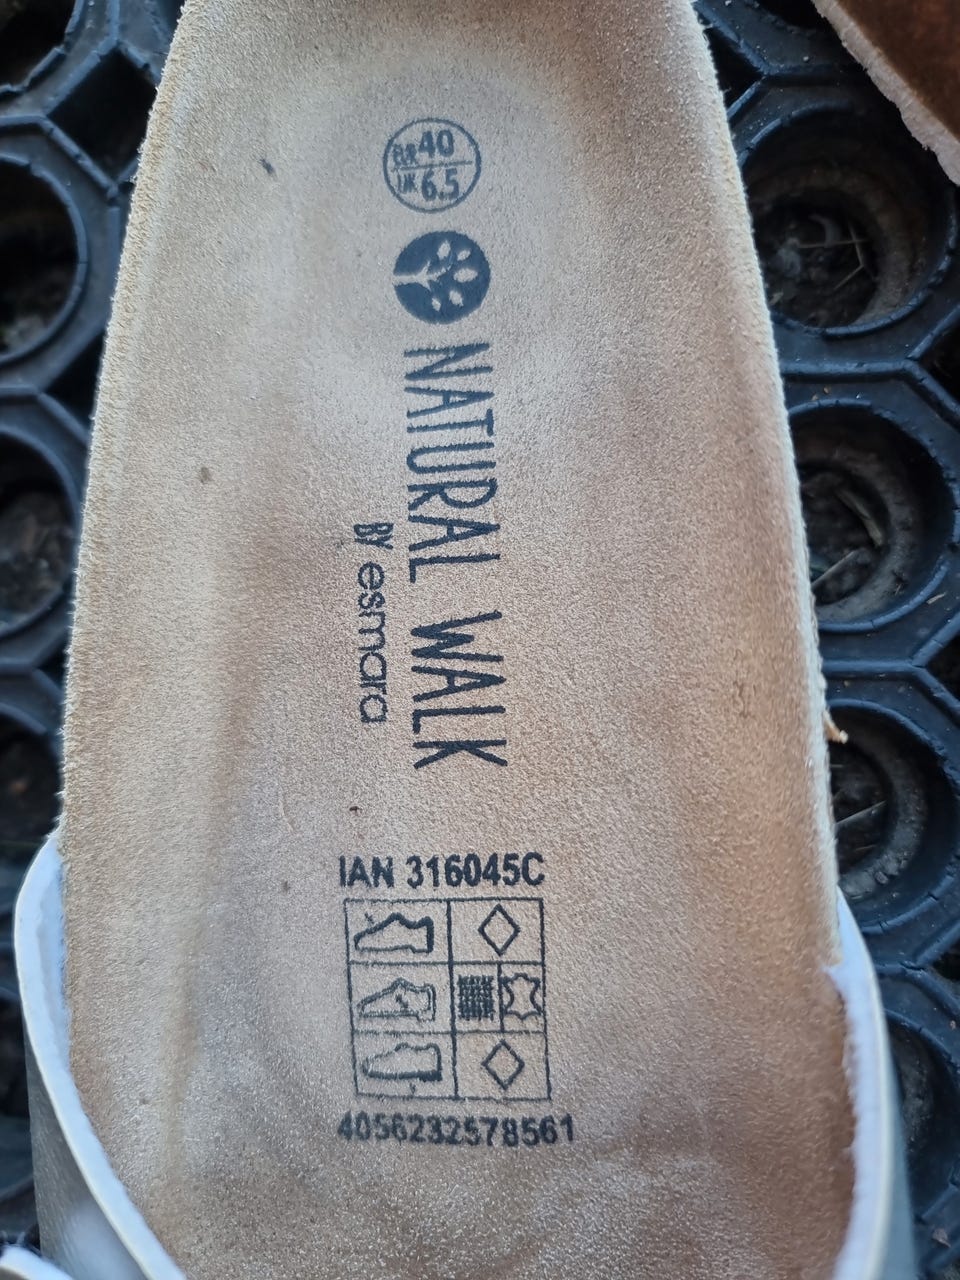 EUR 40
UK 6.5
NATURAL WALK
BY esmara
IAN 316045C
4056232578561